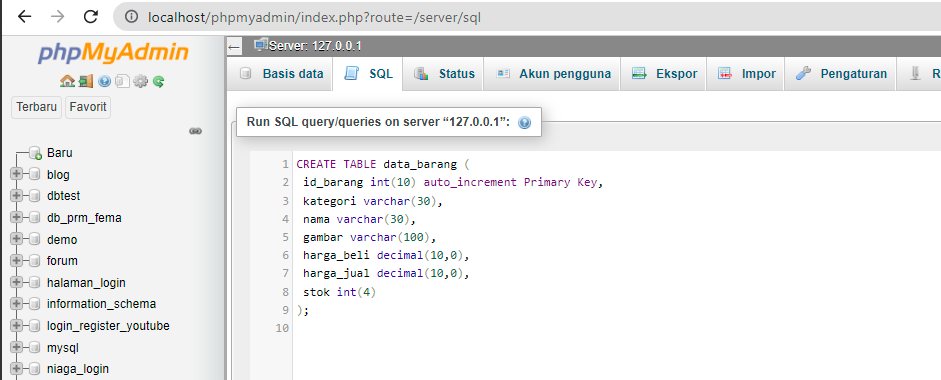 localhost/phpmyadmin/index.php?route=/server/sql
phpMyAdmin
Terbaru Favorit
Baru
blog
dbtest
db_prm_fema
demo
forum
halaman_login
information_schema
login_register_youtube
mysql
niaga_login
Server: 127.0.0.1
Basis data SQL Status Akun pengguna Ekspor Impor Pengaturan R
Run SQL query/queries on server “127.0.0.1”:
1 CREATE TABLE data_barang (
2 id_barang int(10) auto_increment Primary Key,
3 kategori varchar(30),
4 nama varchar(30),
5 gambar varchar(100),
6 harga_beli decimal(10,0),
7 harga_jual decimal(10,0),
8 stok int(4)
9 );
10